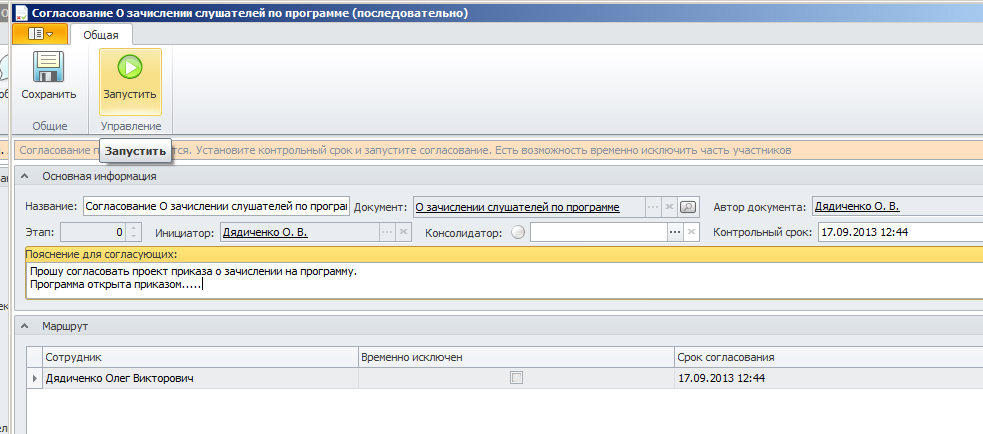 Согласование О зачислении слушателей по программе (последовательно)
Общая
Сохранить
Запустить
Общие
Управление
Запустить
Согласование п тся. Установите контрольный срок и запустите согласование. Есть возможность временно исключить часть участников
Основная информация
Название: Согласование О зачислении слушателей по програм Документ: О зачислении слушателей по программе Автор документа: Дядиченко О. В.
Этап: 0 Инициатор: Дядиченко О. В. Консолидатор: Контрольный срок: 17.09.2013 12:44
Пояснение для согласующих:
Прошу согласовать проект приказа о зачислении на программу.
Программа открыта приказом.....
Маршрут
Сотрудник Временно исключен Срок согласования
Дядиченко Олег Викторович 17.09.2013 12:44